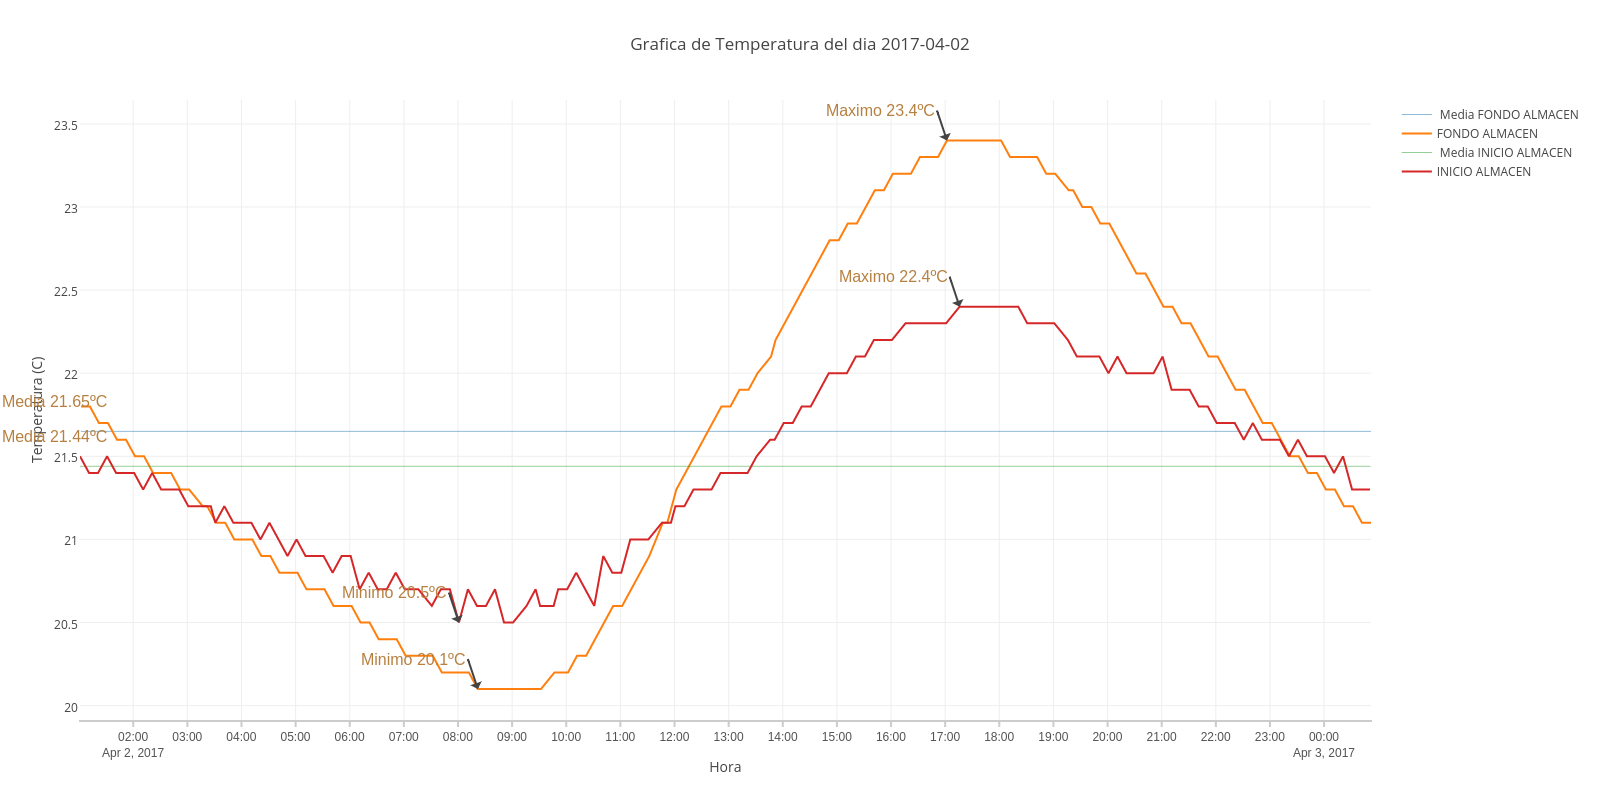 Grafica de Temperatura del dia 2017-04-02
Media FONDO ALMACEN
FONDO ALMACEN
Media INICIO ALMACEN
INICIO ALMACEN
Maximo 23.4ºC
Maximo 22.4ºC
Media 21.65ºC
Media 21.44ºC
Minimo 20.5ºC
Minimo 20.1ºC
Temperatura (C)
23.5
23
22.5
22
21.5
21
20.5
20
02:00 03:00 04:00 05:00 06:00 07:00 08:00 09:00 10:00 11:00 12:00 13:00 14:00 15:00 16:00 17:00 18:00 19:00 20:00 21:00 22:00 23:00 00:00
Apr 2, 2017 Apr 3, 2017
Hora